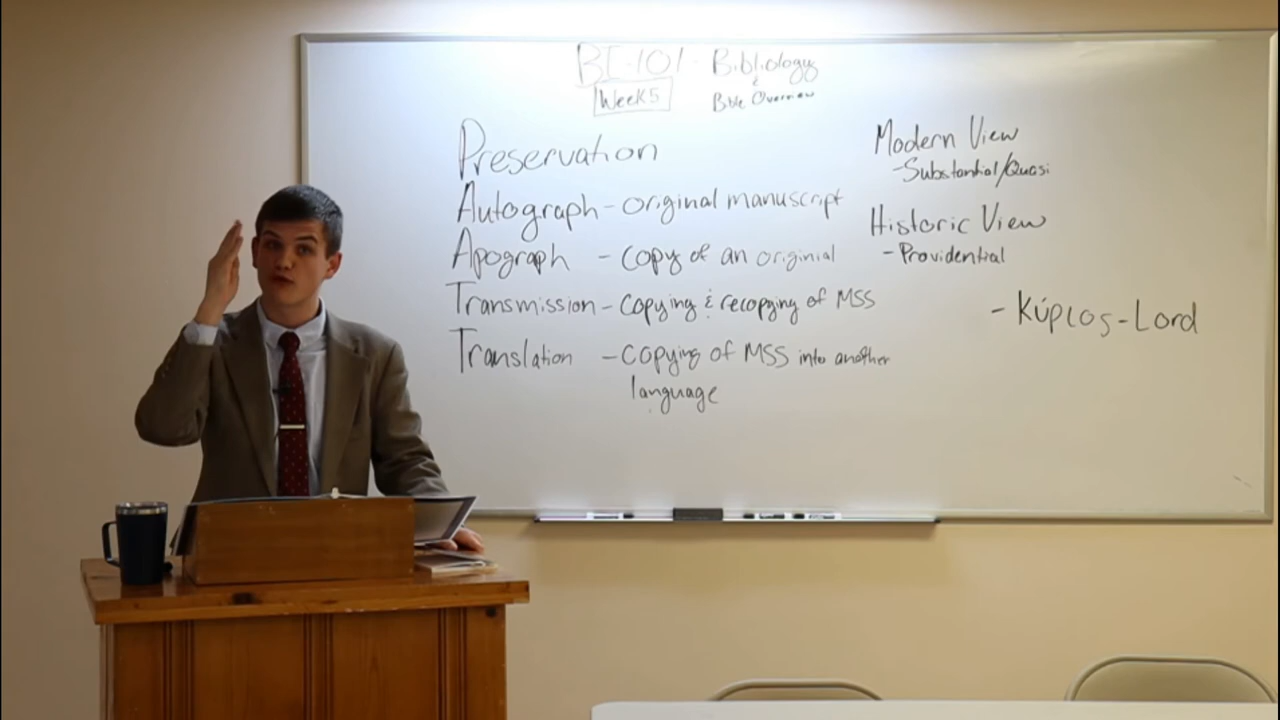 BI-101 - Bibliology
&
Week 5
Bible Overview
Preservation
Autograph - original manuscript
Apograph - copy of an originial
Transmission - copying & recopying of MSS
Translation - copying of MSS into another
language
Modern View
- Substantial/Quasi
Historic View
- Providential
- Κύριος - Lord